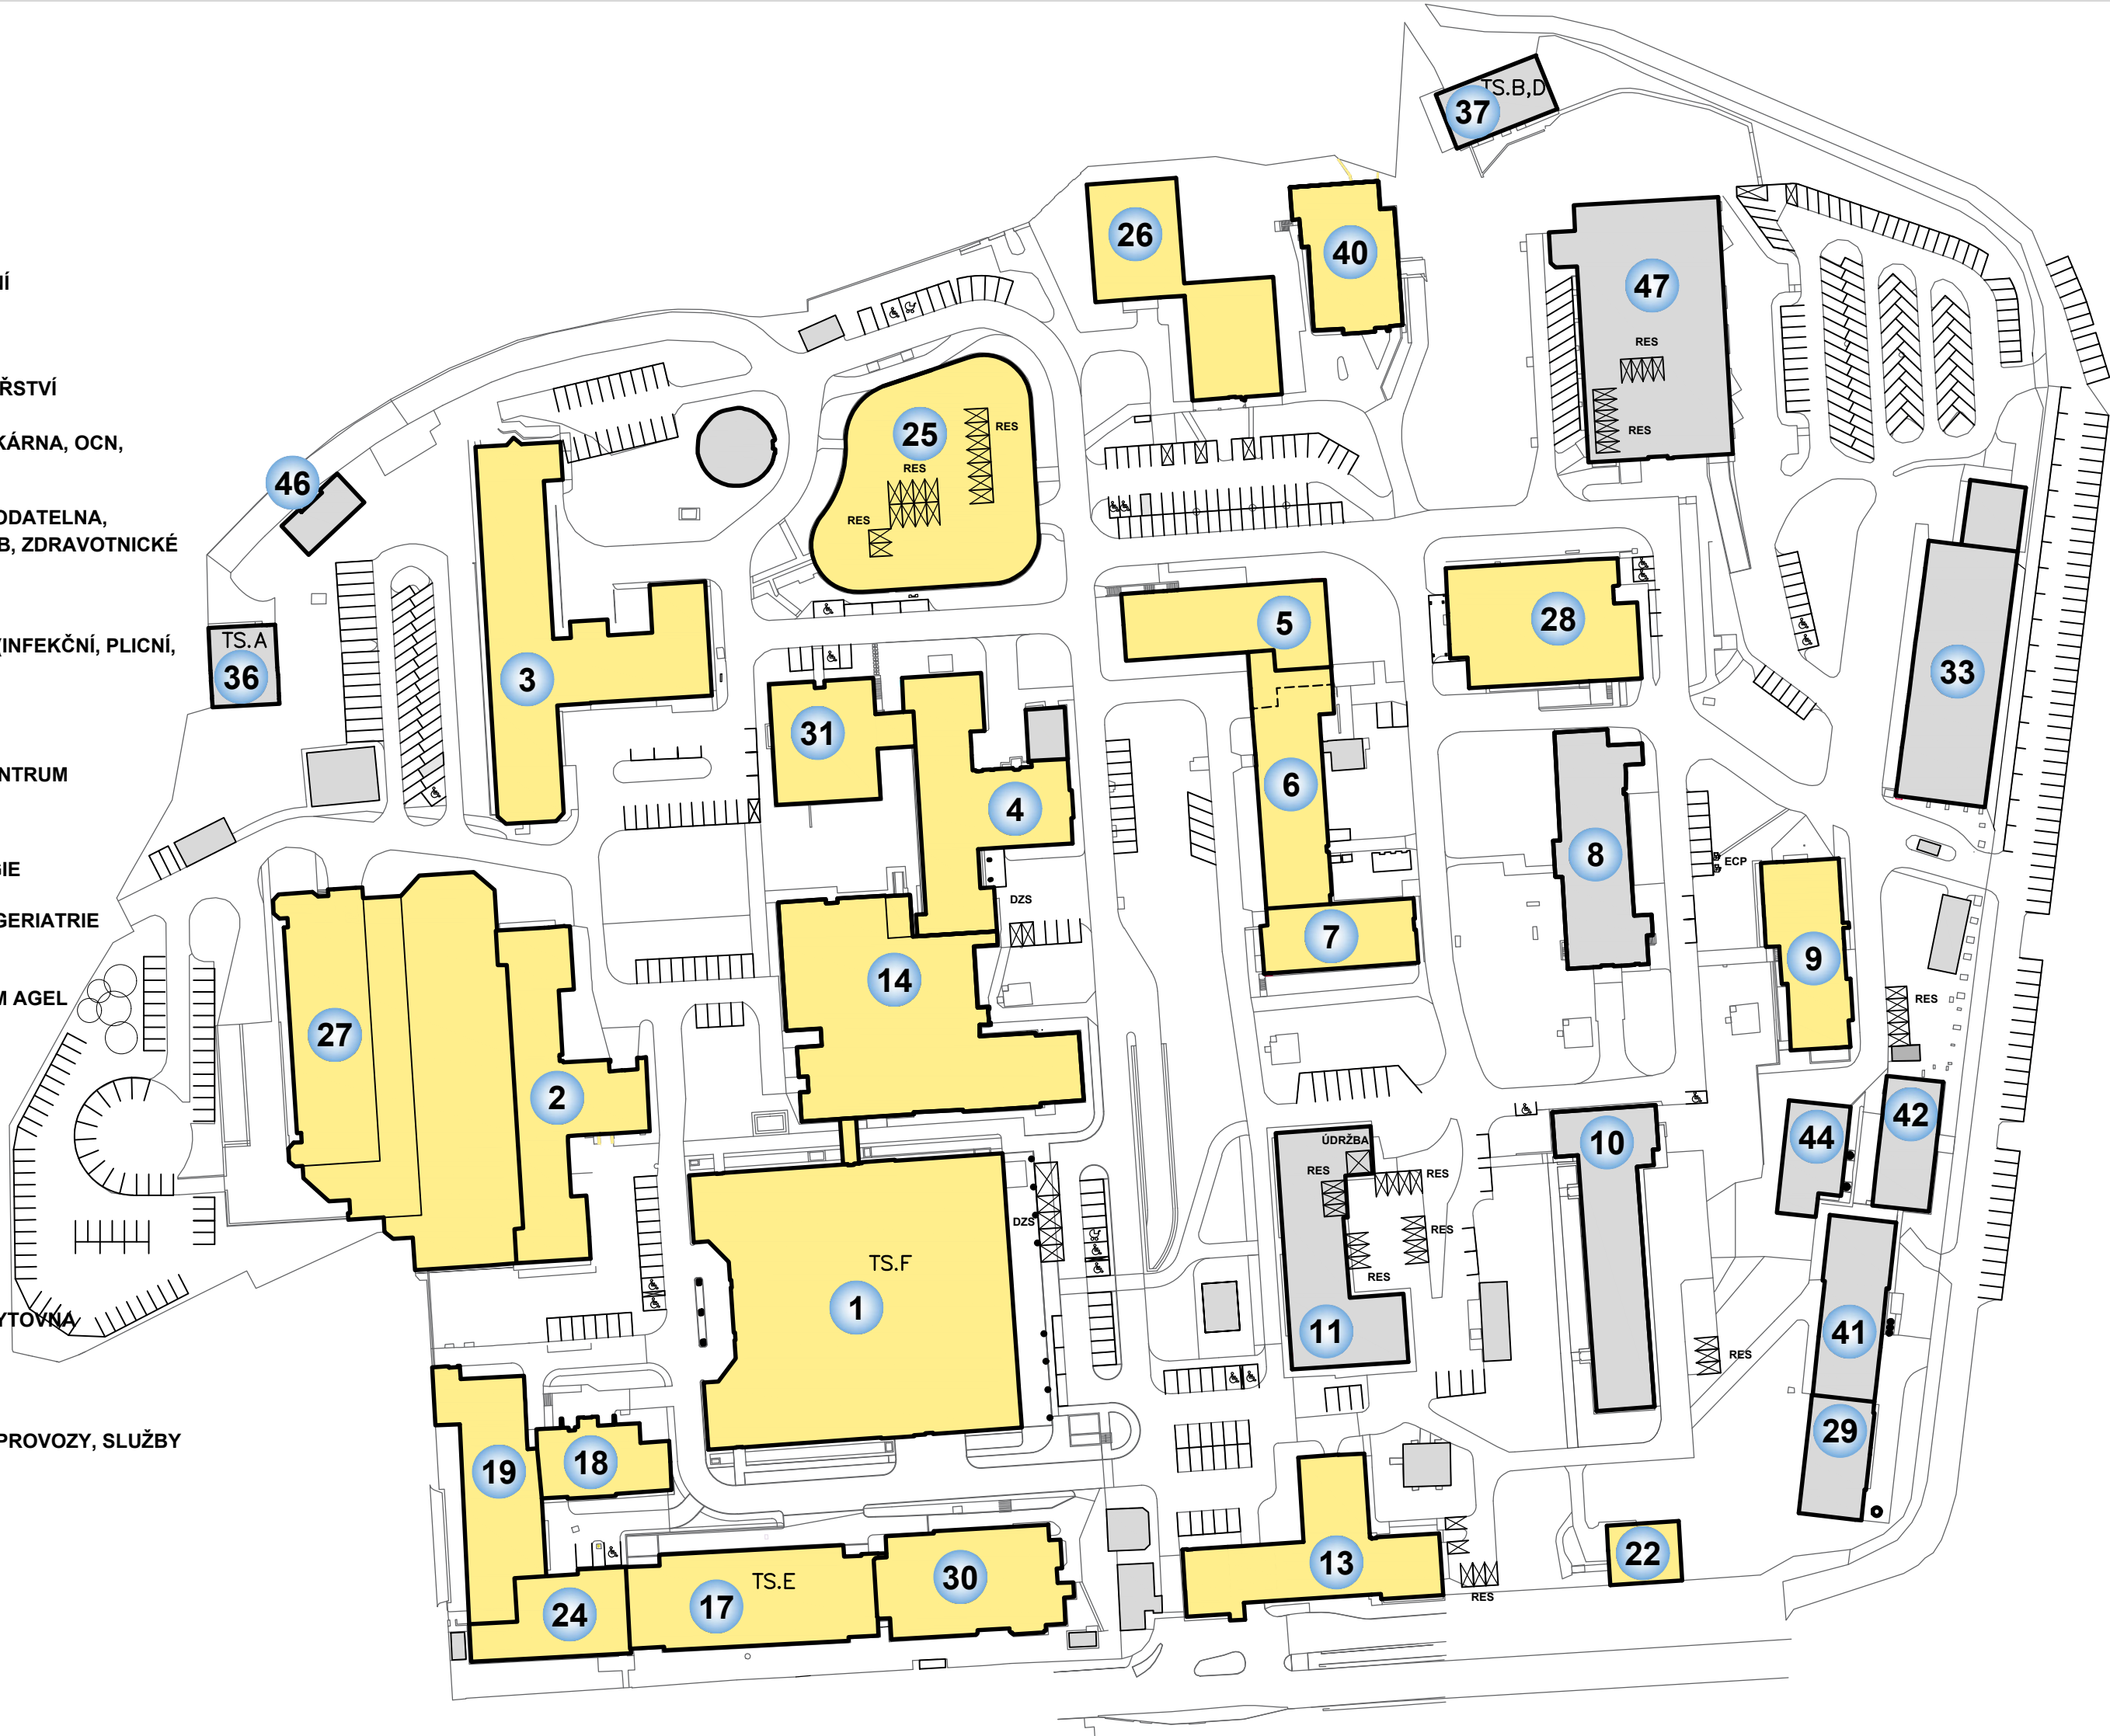 Í
ŘSTVÍ
KÁRNA, OCN,
ODATELNA,
B, ZDRAVOTNICKÉ
(INFEKČNÍ, PLICNÍ,
NTRUM
GIE
GERIATRIE
M AGEL
YTOVNA
PROVOZY, SLUŽBY
TS.B,D
37
26
40
47
RES
RES
25
RES
RES
RES
46
TS.A
36
3
5
28
33
31
6
4
8
ECP
DZS
7
9
14
RES
27
2
42
44
10
ÚDRŽBA
RES
RES
DZS
RES
RES
TS.F
1
11
41
RES
29
19
18
13
22
RES
TS.E
30
17
24